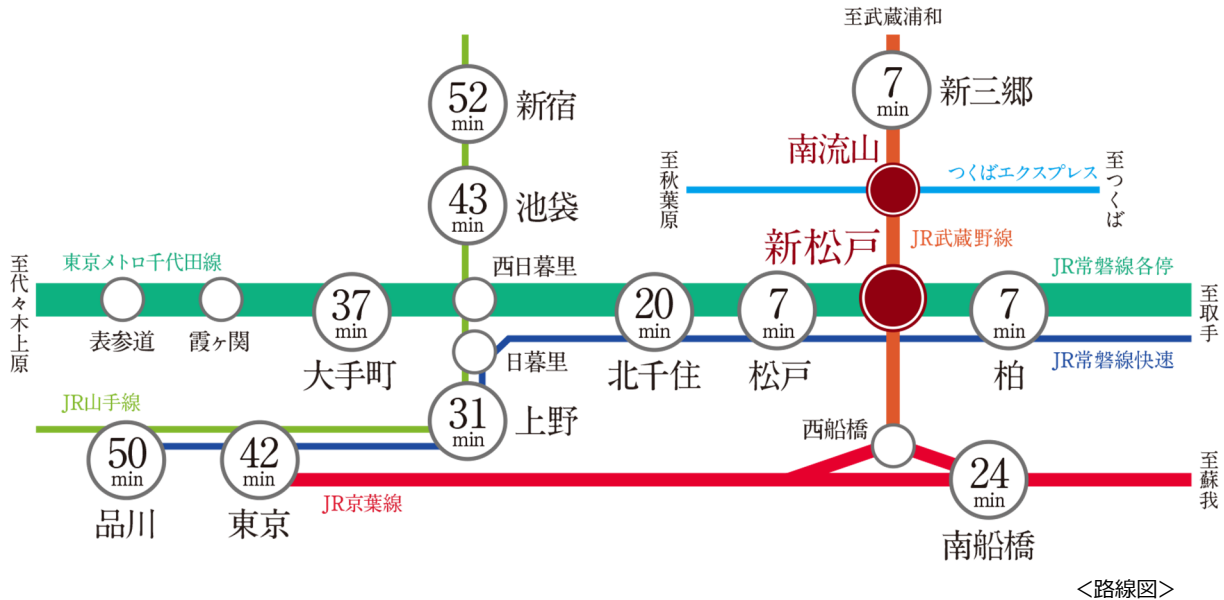 至武蔵浦和
52
min
新宿
7
min
新三郷
南流山
至秋葉原
つくばエクスプレス
至つくば
43
min
池袋
新松戸
JR武蔵野線
東京メトロ千代田線
西日暮里
JR常磐線各停
至代々木上原
表参道
霞ヶ関
37
min
大手町
20
min
北千住
7
min
松戸
7
min
柏
至取手
日暮里
JR常磐線快速
JR山手線
31
min
上野
西船橋
50
min
品川
42
min
東京
JR京葉線
24
min
南船橋
至蘇我
＜路線図＞